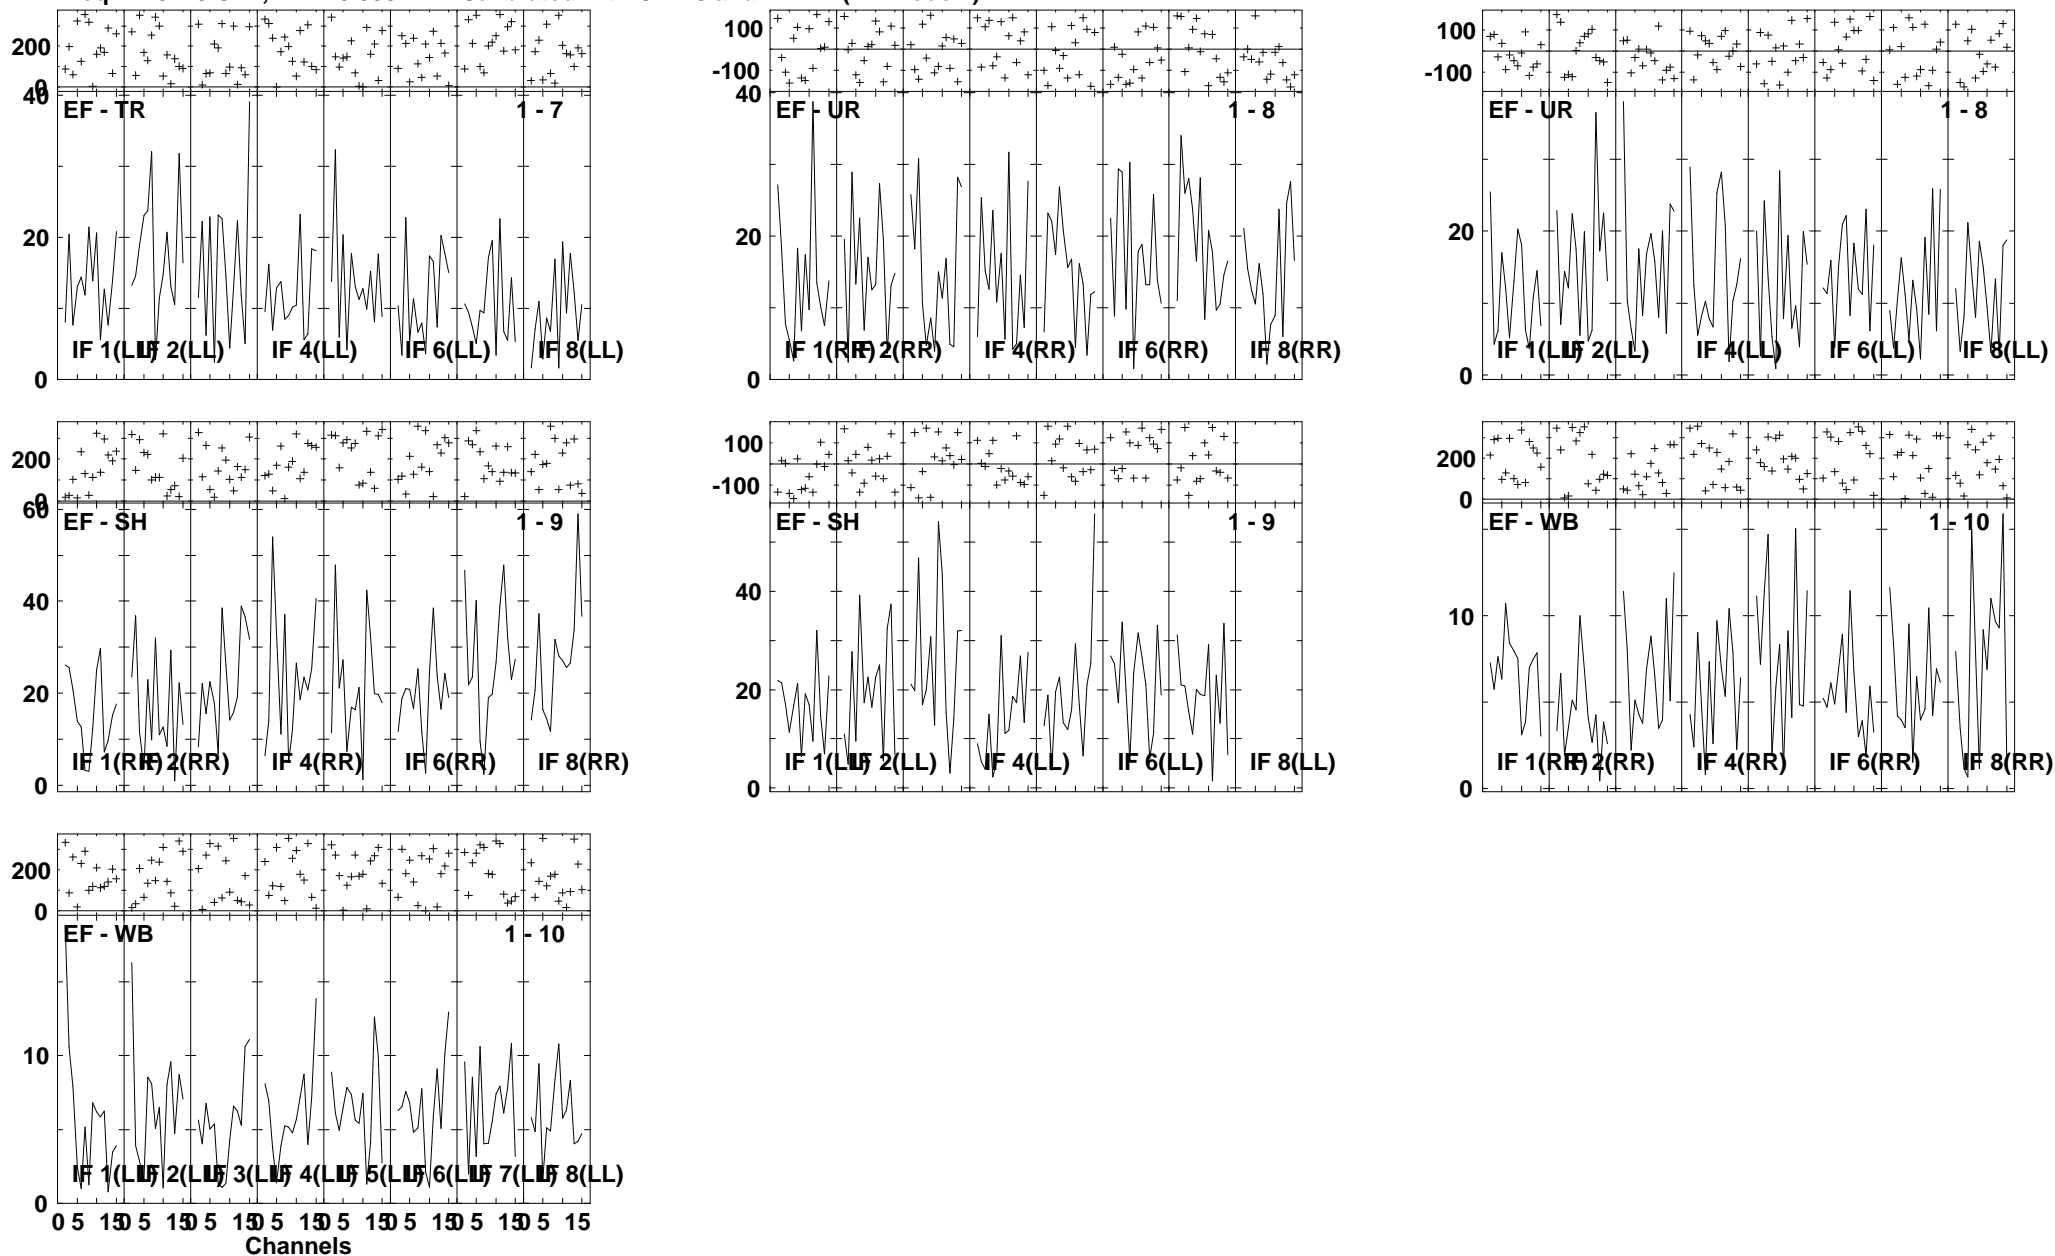 200
0
40
EF - TR
1 - 7
20
IF 1(LL) IF 2(LL) IF 4(LL) IF 6(LL) IF 8(LL)
0
100
-100
40
EF - UR
1 - 8
20
IF 1(RR) IF 2(RR) IF 4(RR) IF 6(RR) IF 8(RR)
0
100
-100
EF - UR
1 - 8
20
IF 1(LL) IF 2(LL) IF 4(LL) IF 6(LL) IF 8(LL)
0
200
0
60
EF - SH
1 - 9
40
20
IF 1(RR) IF 2(RR) IF 4(RR) IF 6(RR) IF 8(RR)
0
100
-100
EF - SH
1 - 9
40
20
IF 1(LL) IF 2(LL) IF 4(LL) IF 6(LL) IF 8(LL)
0
200
0
EF - WB
1 - 10
10
IF 1(RR) IF 2(RR) IF 4(RR) IF 6(RR) IF 8(RR)
0
200
0
EF - WB
1 - 10
10
IF 1(LL) IF 2(LL) IF 3(LL) IF 4(LL) IF 5(LL) IF 6(LL) IF 7(LL) IF 8(LL)
0
0 5 15 0 5 15 0 5 15 0 5 15 0 5 15 0 5 15 0 5 15 0 5 15
Channels